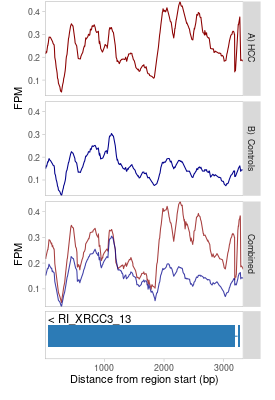 0.4
0.3
0.2
0.1
A) HCC
FPM
0.4
0.3
0.2
0.1
B) Controls
0.4
0.3
0.2
0.1
Combined
FPM
< RI_XRCC3_13
1000
2000
3000
Distance from region start (bp)